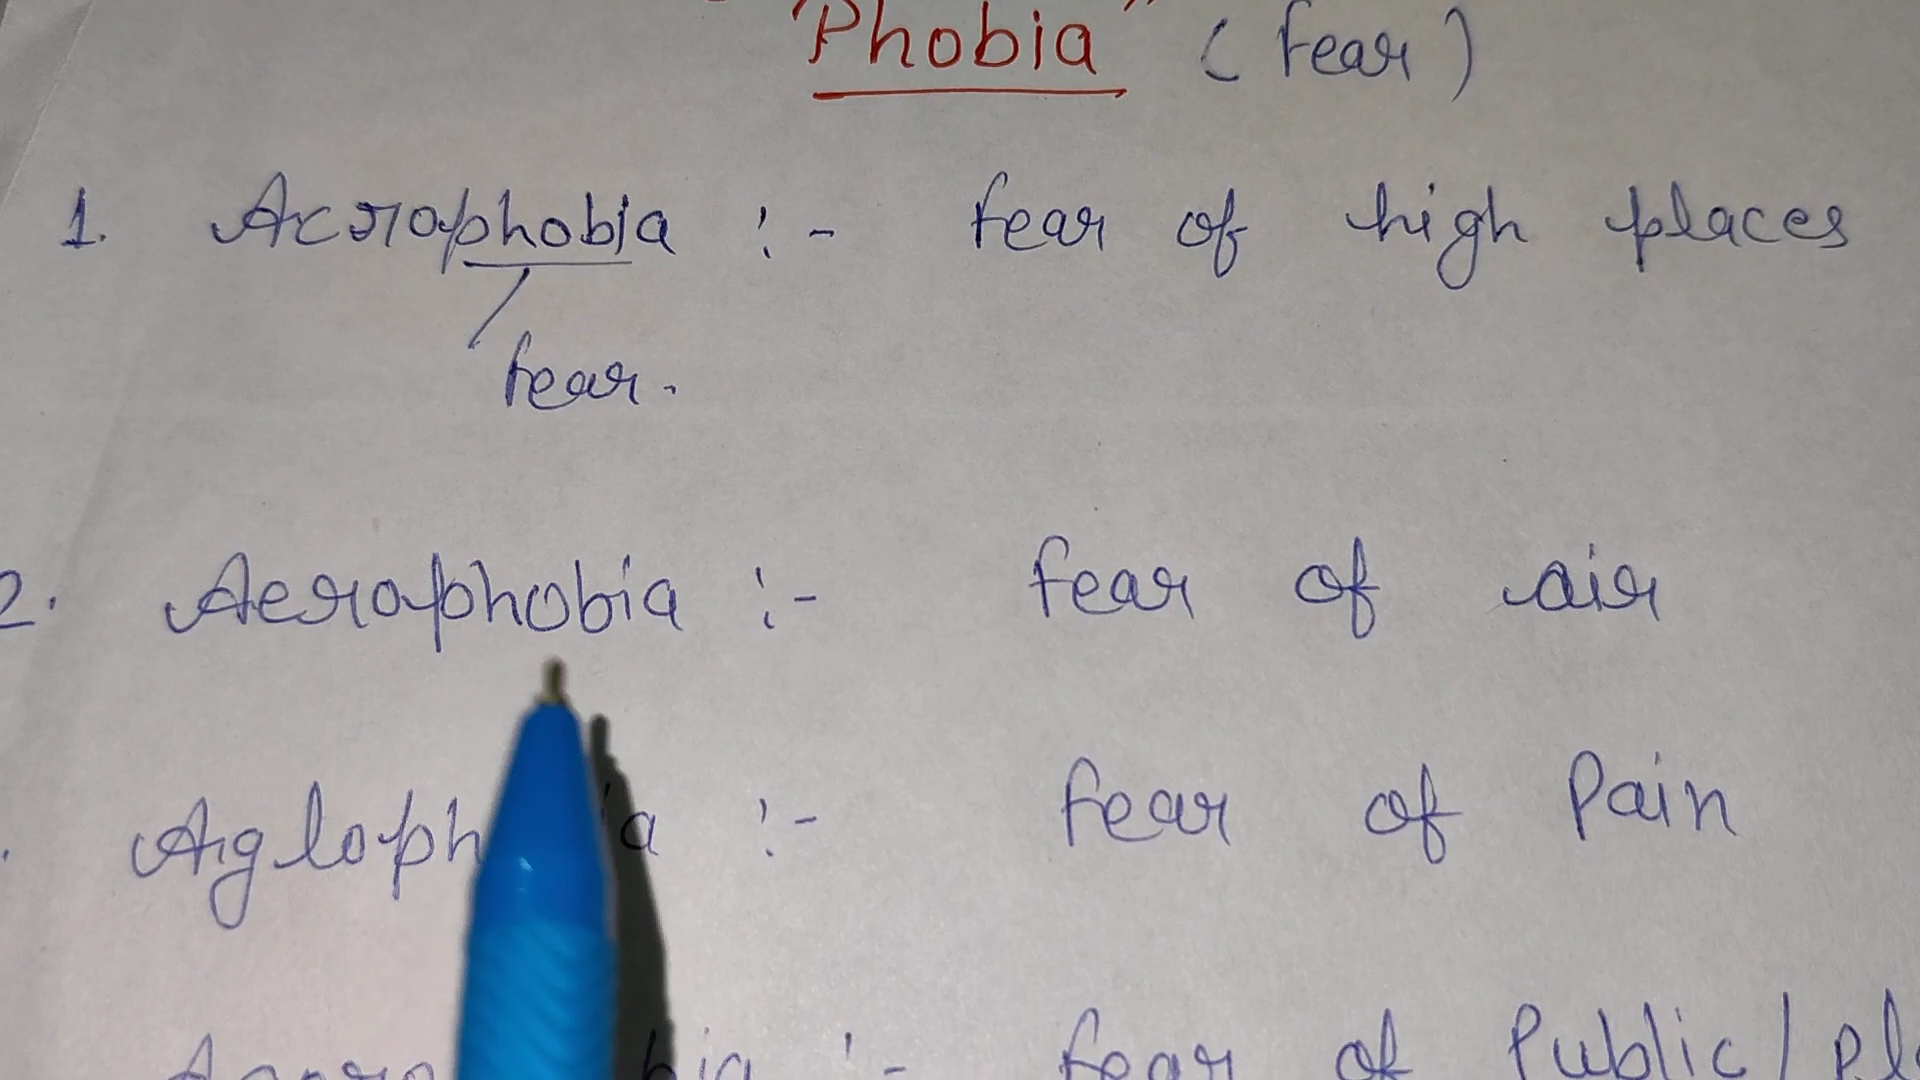 "Phobia" (fear)
1. Acrophobia :- fear of high places
fear.
2. Aerophobia :- fear of air
:- fear of Pain
:- fear of Public /